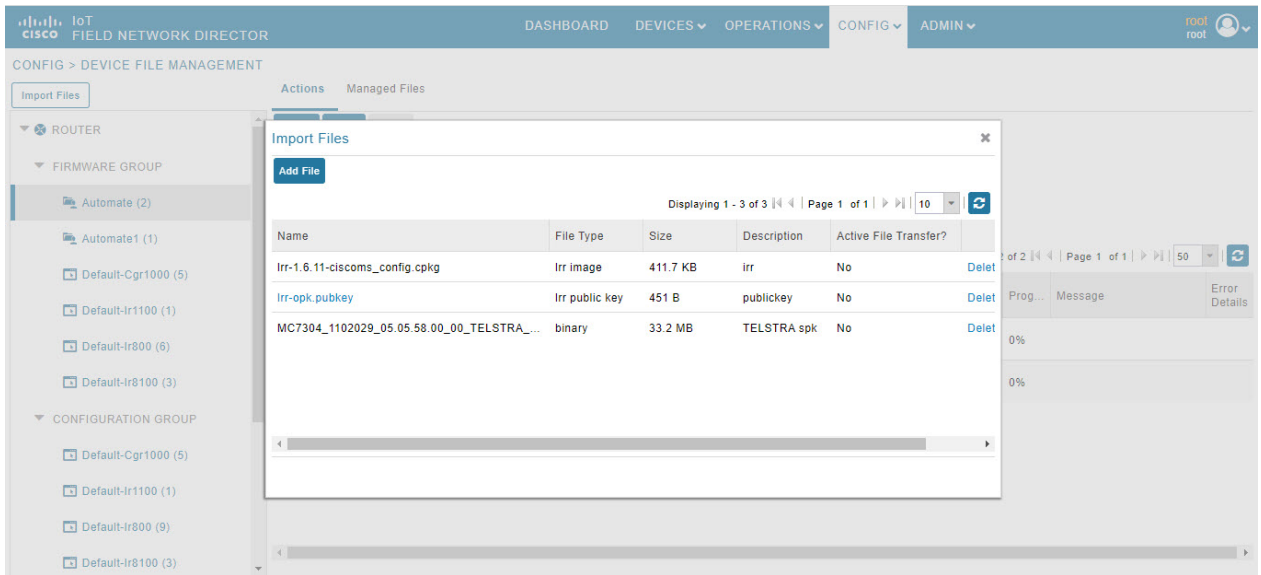 IoT
CISCO FIELD NETWORK DIRECTOR
DASHBOARD DEVICES OPERATIONS CONFIG ADMIN
root
root
CONFIG > DEVICE FILE MANAGEMENT
Import Files
Actions Managed Files
ROUTER
FIRMWARE GROUP
Automate (2)
Automate1 (1)
Default-Cgr1000 (5)
Default-Ir1100 (1)
Default-Ir800 (6)
Default-Ir8100 (3)
CONFIGURATION GROUP
Default-Cgr1000 (5)
Default-Ir1100 (1)
Default-Ir800 (9)
Default-Ir8100 (3)
Import Files
Add File
Displaying 1 - 3 of 3 | Page 1 of 1 | 10
Name File Type Size Description Active File Transfer?
lrr-1.6.11-ciscoms_config.cpkg lrr image 411.7 KB lrr No Delet
lrr-opk.pubkey lrr public key 451 B publickey No Delet
MC7304_1102029_05.05.58.00_00_TELSTRA_... binary 33.2 MB TELSTRA spk No Delet
of 2 | Page 1 of 1 | 50
Prog... Message Error Details
0%
0%